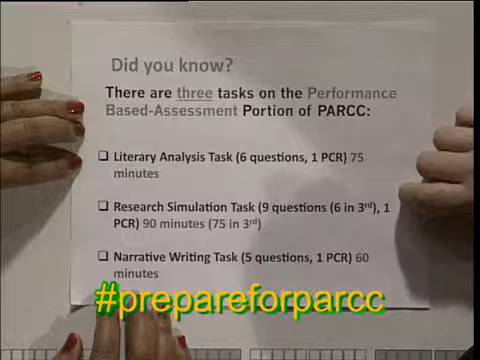 Did you know?
There are three tasks on the Performance
Based-Assessment Portion of PARCC:
Literary Analysis Task (6 questions, 1 PCR) 75
minutes
Research Simulation Task (9 questions (6 in 3rd), 1
PCR) 90 minutes (75 in 3rd)
Narrative Writing Task (5 questions, 1 PCR) 60
minutes
#prepareforparcc